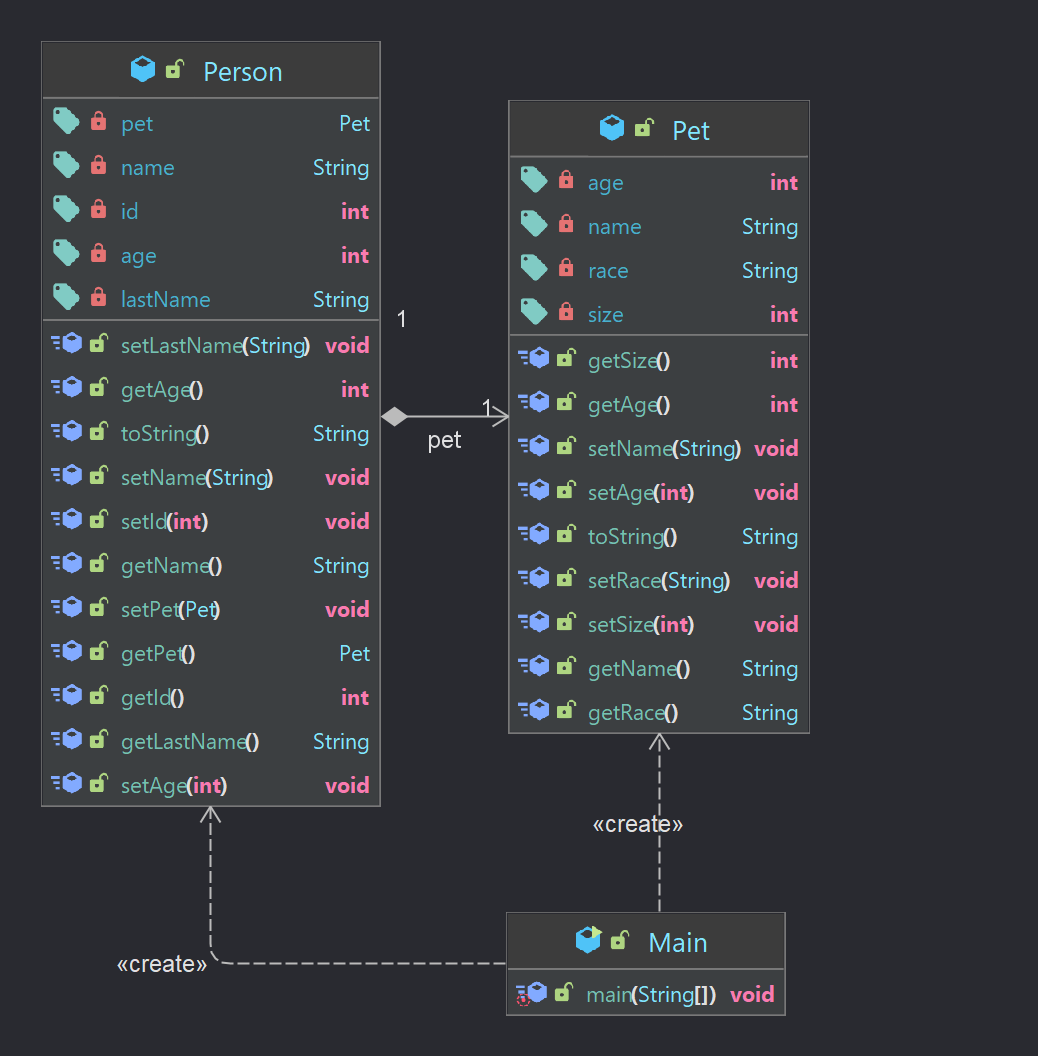 Person
pet Pet
name String
id int
age int
lastName String
setLastName(String) void
getAge() int
toString() String
setName(String) void
setId(int) void
getName() String
setPet(Pet) void
getPet() Pet
getId() int
getLastName() String
setAge(int) void
1
1
pet
Pet
age int
name String
race String
size int
getSize() int
getAge() int
setName(String) void
setAge(int) void
toString() String
setRace(String) void
setSize(int) void
getName() String
getRace() String
«create»
«create»
Main
main(String[]) void